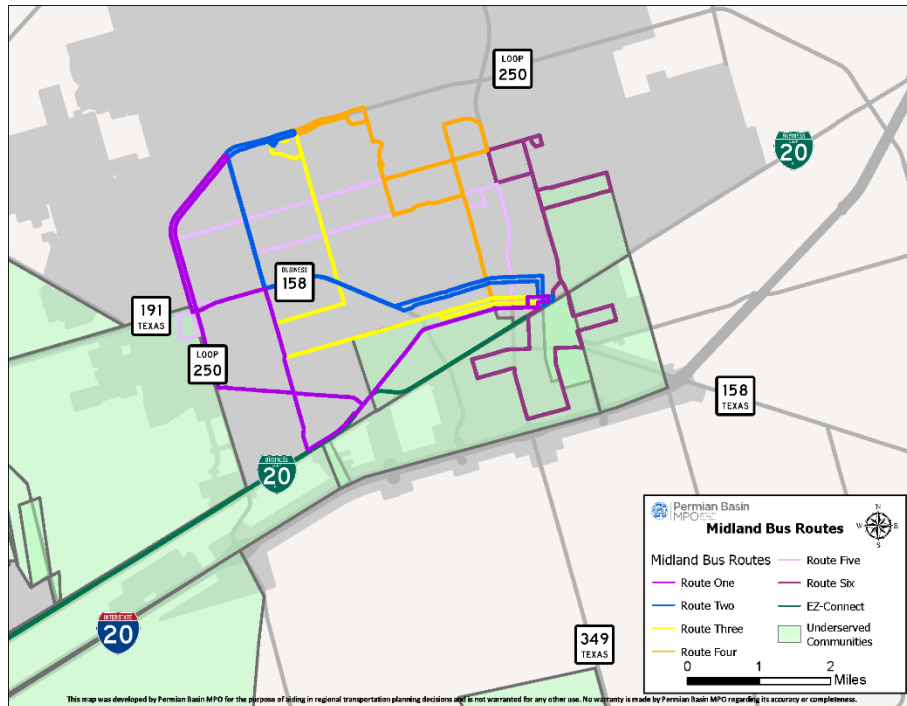 LOOP
250
BUSINESS
LOOP
20
BUSINESS
158
191
TEXAS
LOOP
250
158
TEXAS
BUSINESS
LOOP
20
INTERSTATE
20
349
TEXAS
Permian Basin
MPO
Midland Bus Routes
N
W E
S
Midland Bus Routes
Route One
Route Two
Route Three
Route Four
Route Five
Route Six
EZ-Connect
Underserved
Communities
0 1 2
Miles
This map was developed by Permian Basin MPO for the purpose of aiding in regional transportation planning decisions and is not warranted for any other use. No warranty is made by Permian Basin MPO regarding its accuracy or completeness.